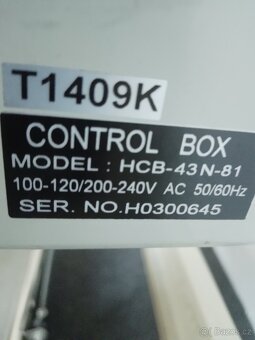 T1409K
CONTROL BOX
MODEL : HCB-43N-81
100-120/200-240V AC 50/60Hz
SER. NO.H0300645